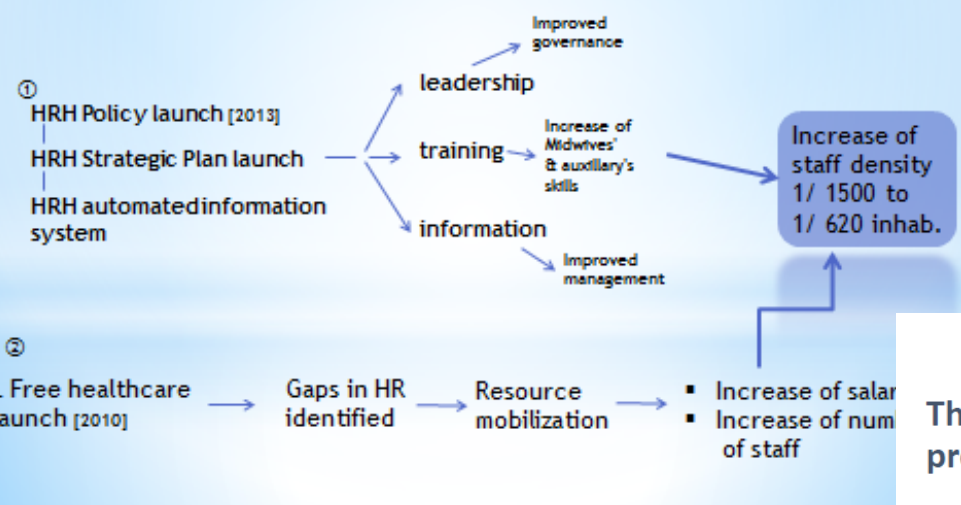 ①
HRH Policy launch [2013]
HRH Strategic Plan launch
HRH automated information
system
leadership
Improved
governance
training
Increase of
Midwives'
& auxillary's
skills
information
Improved
management
Increase of
staff density
1/ 1500 to
1/ 620 inhab.
②
Free healthcare
launch [2010]
Gaps in HR
identified
Resource
mobilization
▪ Increase of
▪ Increase of
of staff